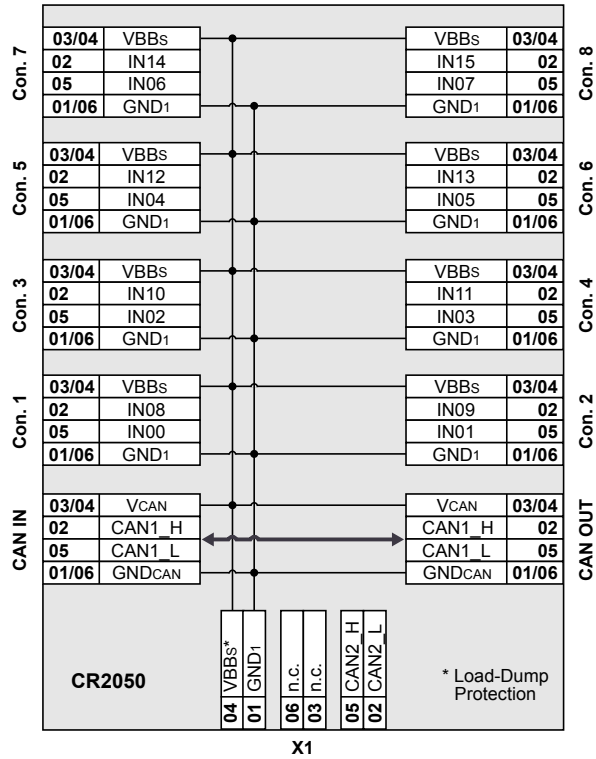 Con. 7
03/04 VBBs
02 IN14
05 IN06
01/06 GND1
VBBs 03/04
IN15 02
IN07 05
GND1 01/06
Con. 8
Con. 5
03/04 VBBs
02 IN12
05 IN04
01/06 GND1
VBBs 03/04
IN13 02
IN05 05
GND1 01/06
Con. 6
Con. 3
03/04 VBBs
02 IN10
05 IN02
01/06 GND1
VBBs 03/04
IN11 02
IN03 05
GND1 01/06
Con. 4
Con. 1
03/04 VBBs
02 IN08
05 IN00
01/06 GND1
VBBs 03/04
IN09 02
IN01 05
GND1 01/06
Con. 2
CAN IN
03/04 VCAN
02 CAN1_H
05 CAN1_L
01/06 GNDCAN
VCAN 03/04
CAN1_H 02
CAN1_L 05
GNDCAN 01/06
CAN OUT
CR2050
04 VBBs*
01 GND1
06 n.c.
03 n.c.
05 CAN2_H
02 CAN2_L
* Load-Dump
Protection
X1